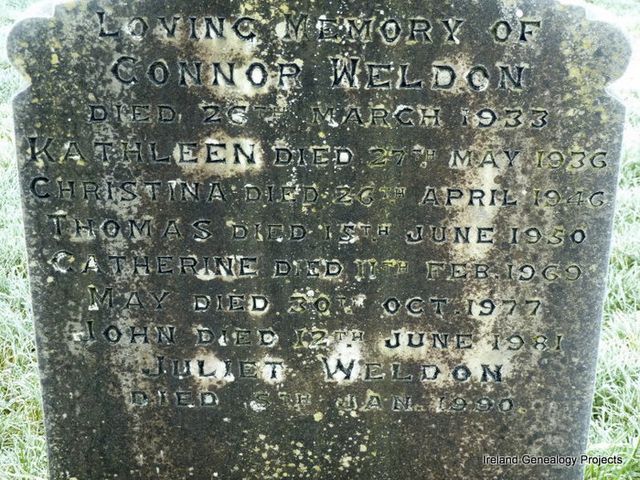 LOVING MEMORY OF
CONNOR WELDON
DIED 26TH MARCH 1933
KATHLEEN DIED 27TH MAY 1936
CHRISTINA DIED 26TH APRIL 1946
THOMAS DIED 15TH JUNE 1950
CATHERINE DIED 11TH FEB. 1969
MAY DIED 30TH OCT. 1977
JOHN DIED 12TH JUNE 1981
JULIET WELDON
DIED 5TH JAN. 1990
Ireland Genealogy Projects